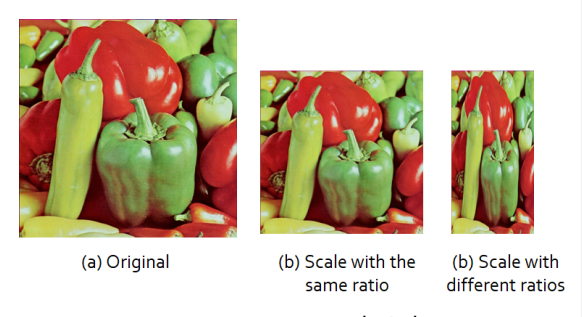 (a) Original
(b) Scale with the
same ratio
(b) Scale with
different ratios